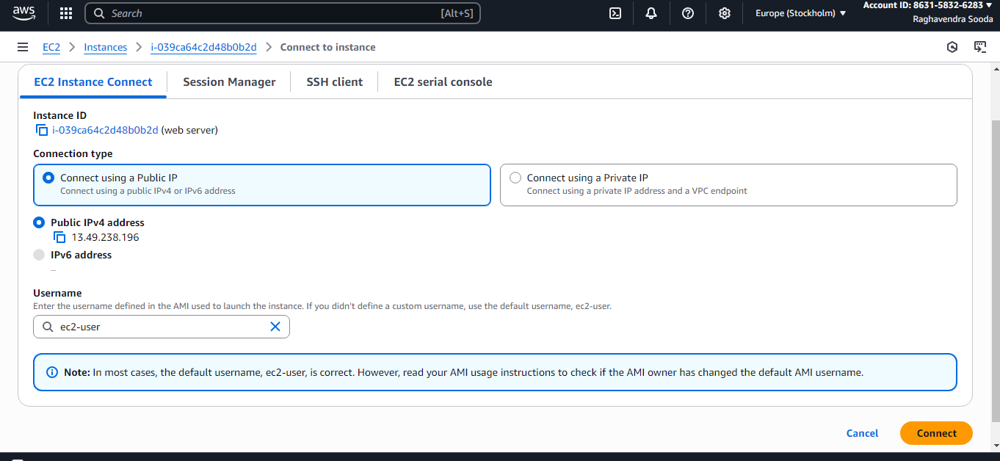 aws
Search [Alt+S]
Europe (Stockholm)
Account ID: 8631-5832-6283
Raghavendra Sooda
EC2 Instances i-039ca64c2d48b0b2d Connect to instance
EC2 Instance Connect Session Manager SSH client EC2 serial console
Instance ID
i-039ca64c2d48b0b2d (web server)
Connection type
Connect using a Public IP
Connect using a public IPv4 or IPv6 address
Connect using a Private IP
Connect using a private IP address and a VPC endpoint
Public IPv4 address
13.49.238.196
IPv6 address
–
Username
Enter the username defined in the AMI used to launch the instance. If you didn't define a custom username, use the default username, ec2-user.
ec2-user
Note: In most cases, the default username, ec2-user, is correct. However, read your AMI usage instructions to check if the AMI owner has changed the default AMI username.
Cancel Connect